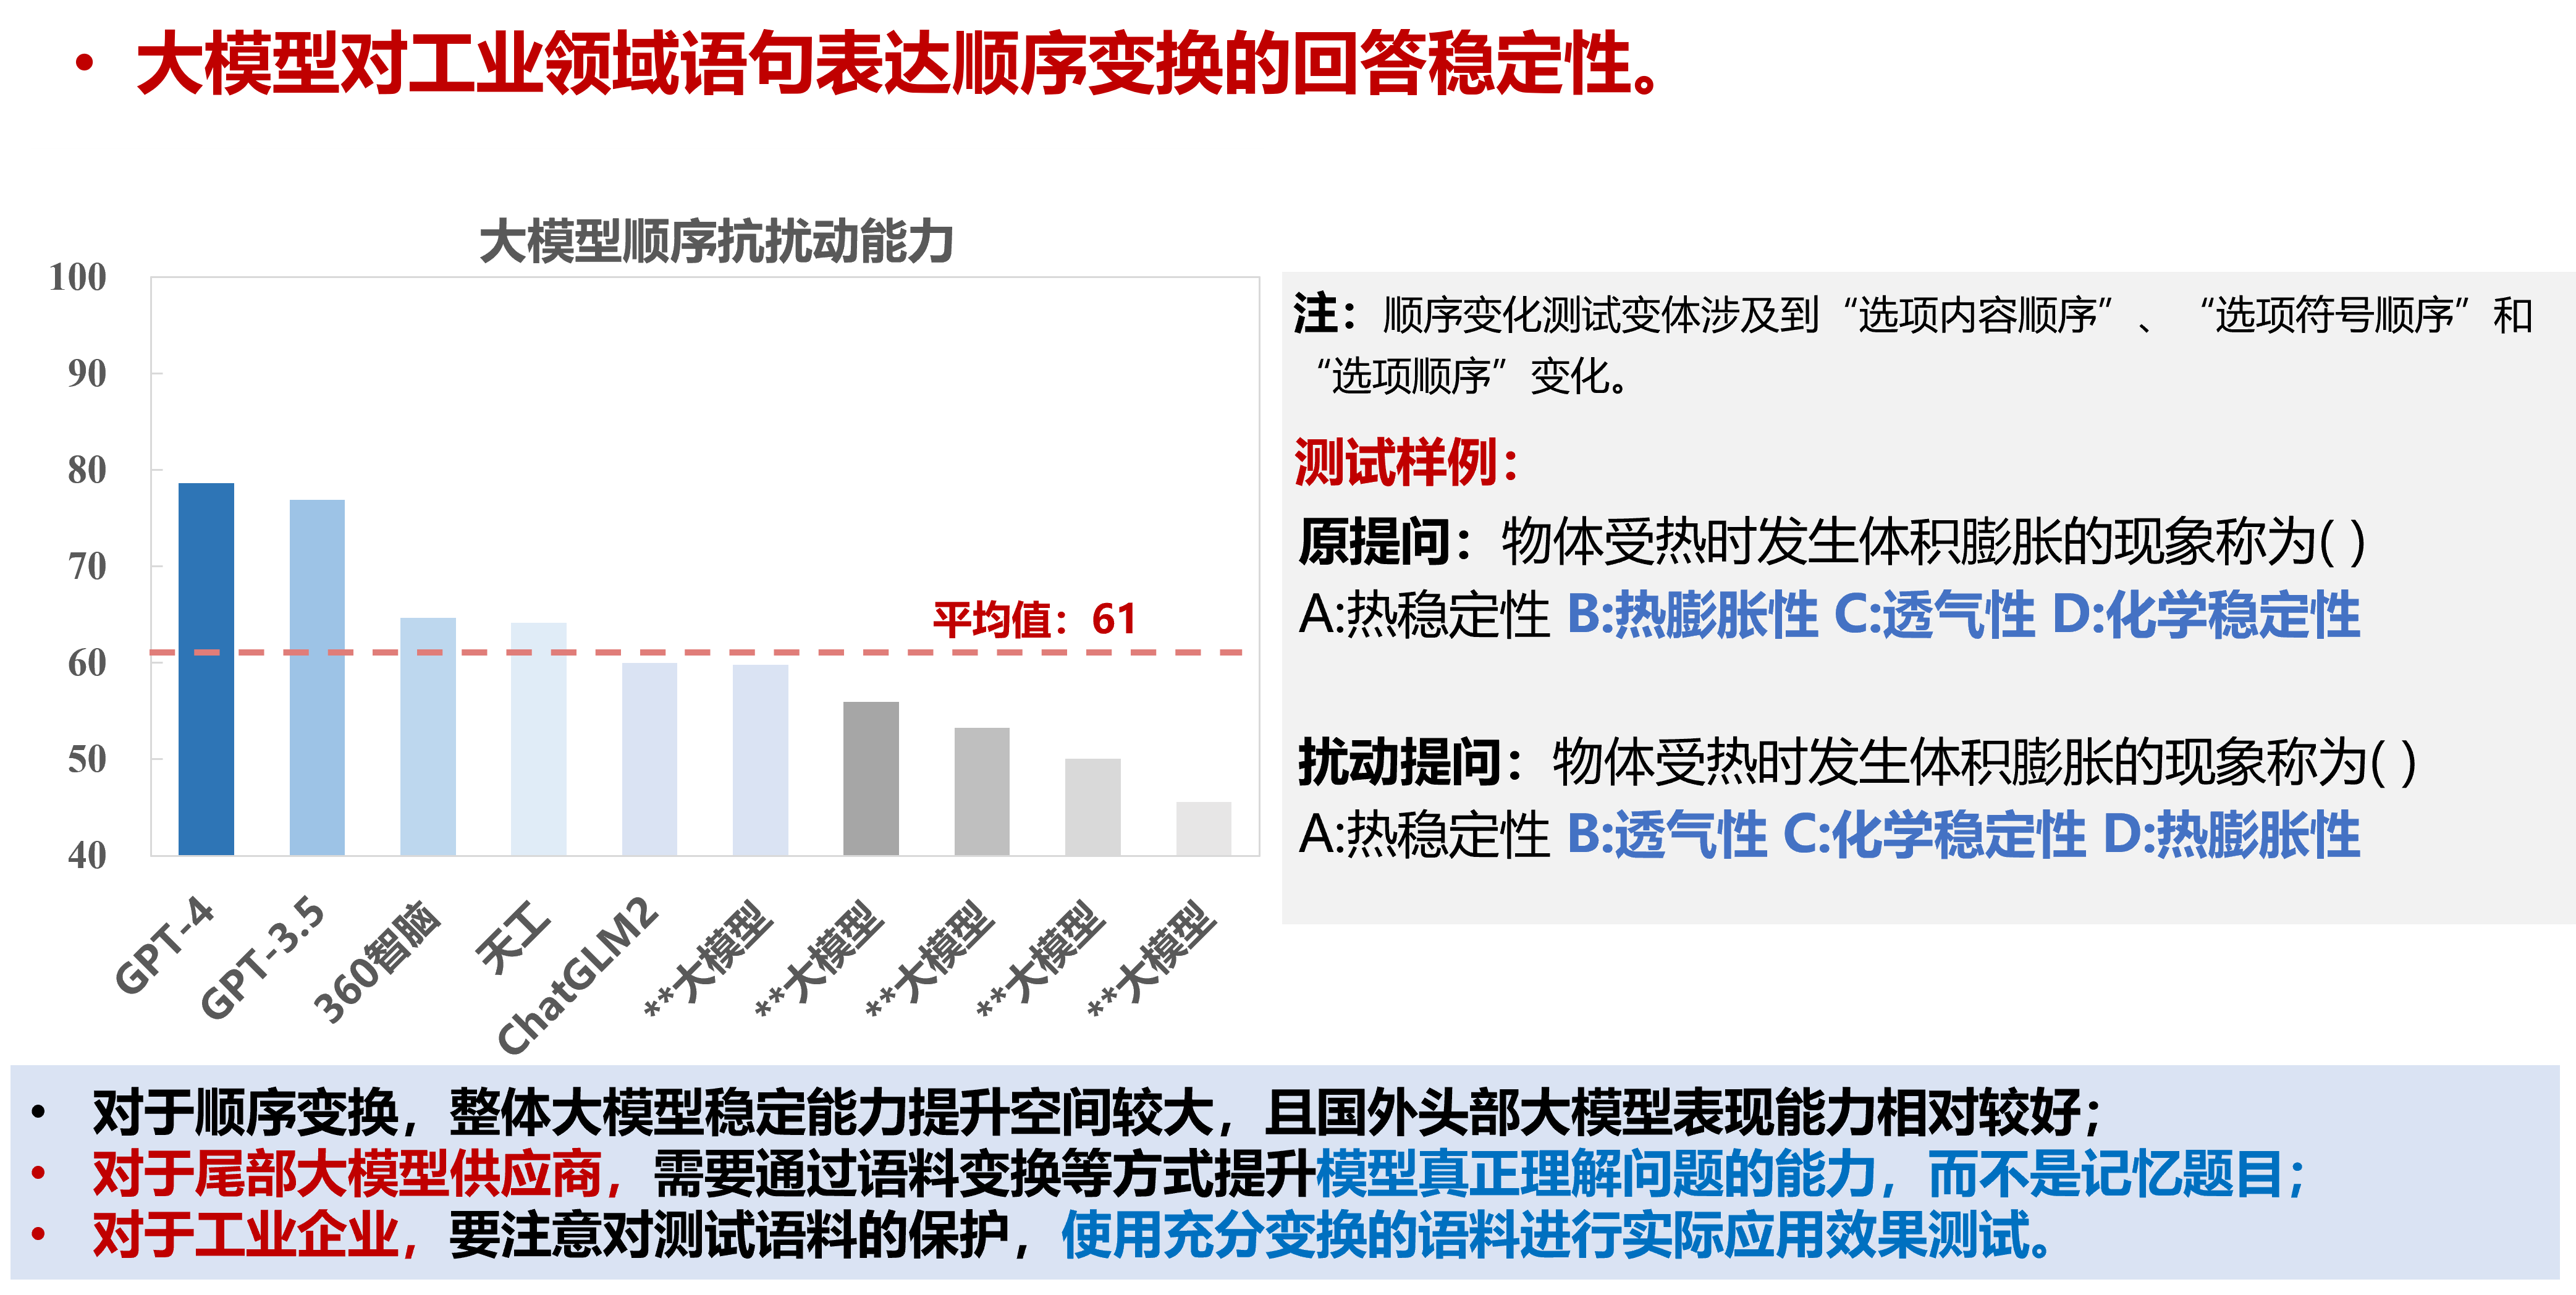 • 大模型对工业领域语句表达顺序变换的回答稳定性。
大模型顺序抗扰动能力
100
90
80
70
60
50
40
平均值：61
GPT-4
GPT-3.5
360智脑
天工
ChatGLM2
**大模型
**大模型
**大模型
**大模型
**大模型
注：顺序变化测试变体涉及到“选项内容顺序”、“选项符号顺序”和
“选项顺序”变化。
测试样例：
原提问：物体受热时发生体积膨胀的现象称为( )
A:热稳定性 B:热膨胀性 C:透气性 D:化学稳定性
扰动提问：物体受热时发生体积膨胀的现象称为( )
A:热稳定性 B:透气性 C:化学稳定性 D:热膨胀性
• 对于顺序变换，整体大模型稳定能力提升空间较大，且国外头部大模型表现能力相对较好；
• 对于尾部大模型供应商，需要通过语料变换等方式提升模型真正理解问题的能力，而不是记忆题目；
• 对于工业企业，要注意对测试语料的保护，使用充分变换的语料进行实际应用效果测试。